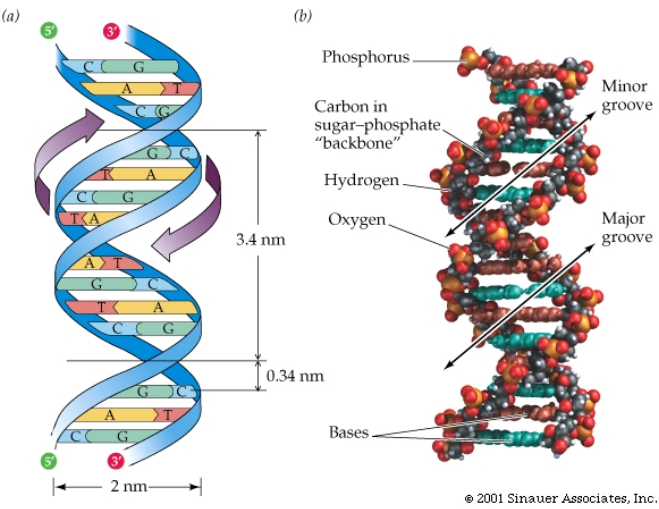 (a)
5′ 3′
C G
A T
C G
G C
T A
C G
T A
A T
G C
T A
C G
G C
A T
C G
5′ 3′
3.4 nm
0.34 nm
2 nm
(b)
Phosphorus
Carbon in
sugar–phosphate
“backbone”
Hydrogen
Oxygen
Bases
Minor
groove
Major
groove
© 2001 Sinauer Associates, Inc.